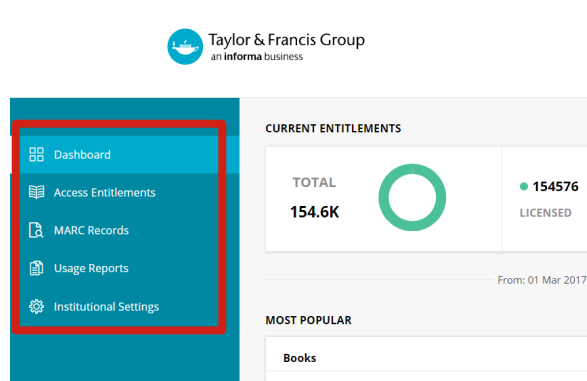 Taylor & Francis Group
an informa business
Dashboard
Access Entitlements
MARC Records
Usage Reports
Institutional Settings
CURRENT ENTITLEMENTS
TOTAL
154.6K
154576
LICENSED
From: 01 Mar 2017
MOST POPULAR
Books